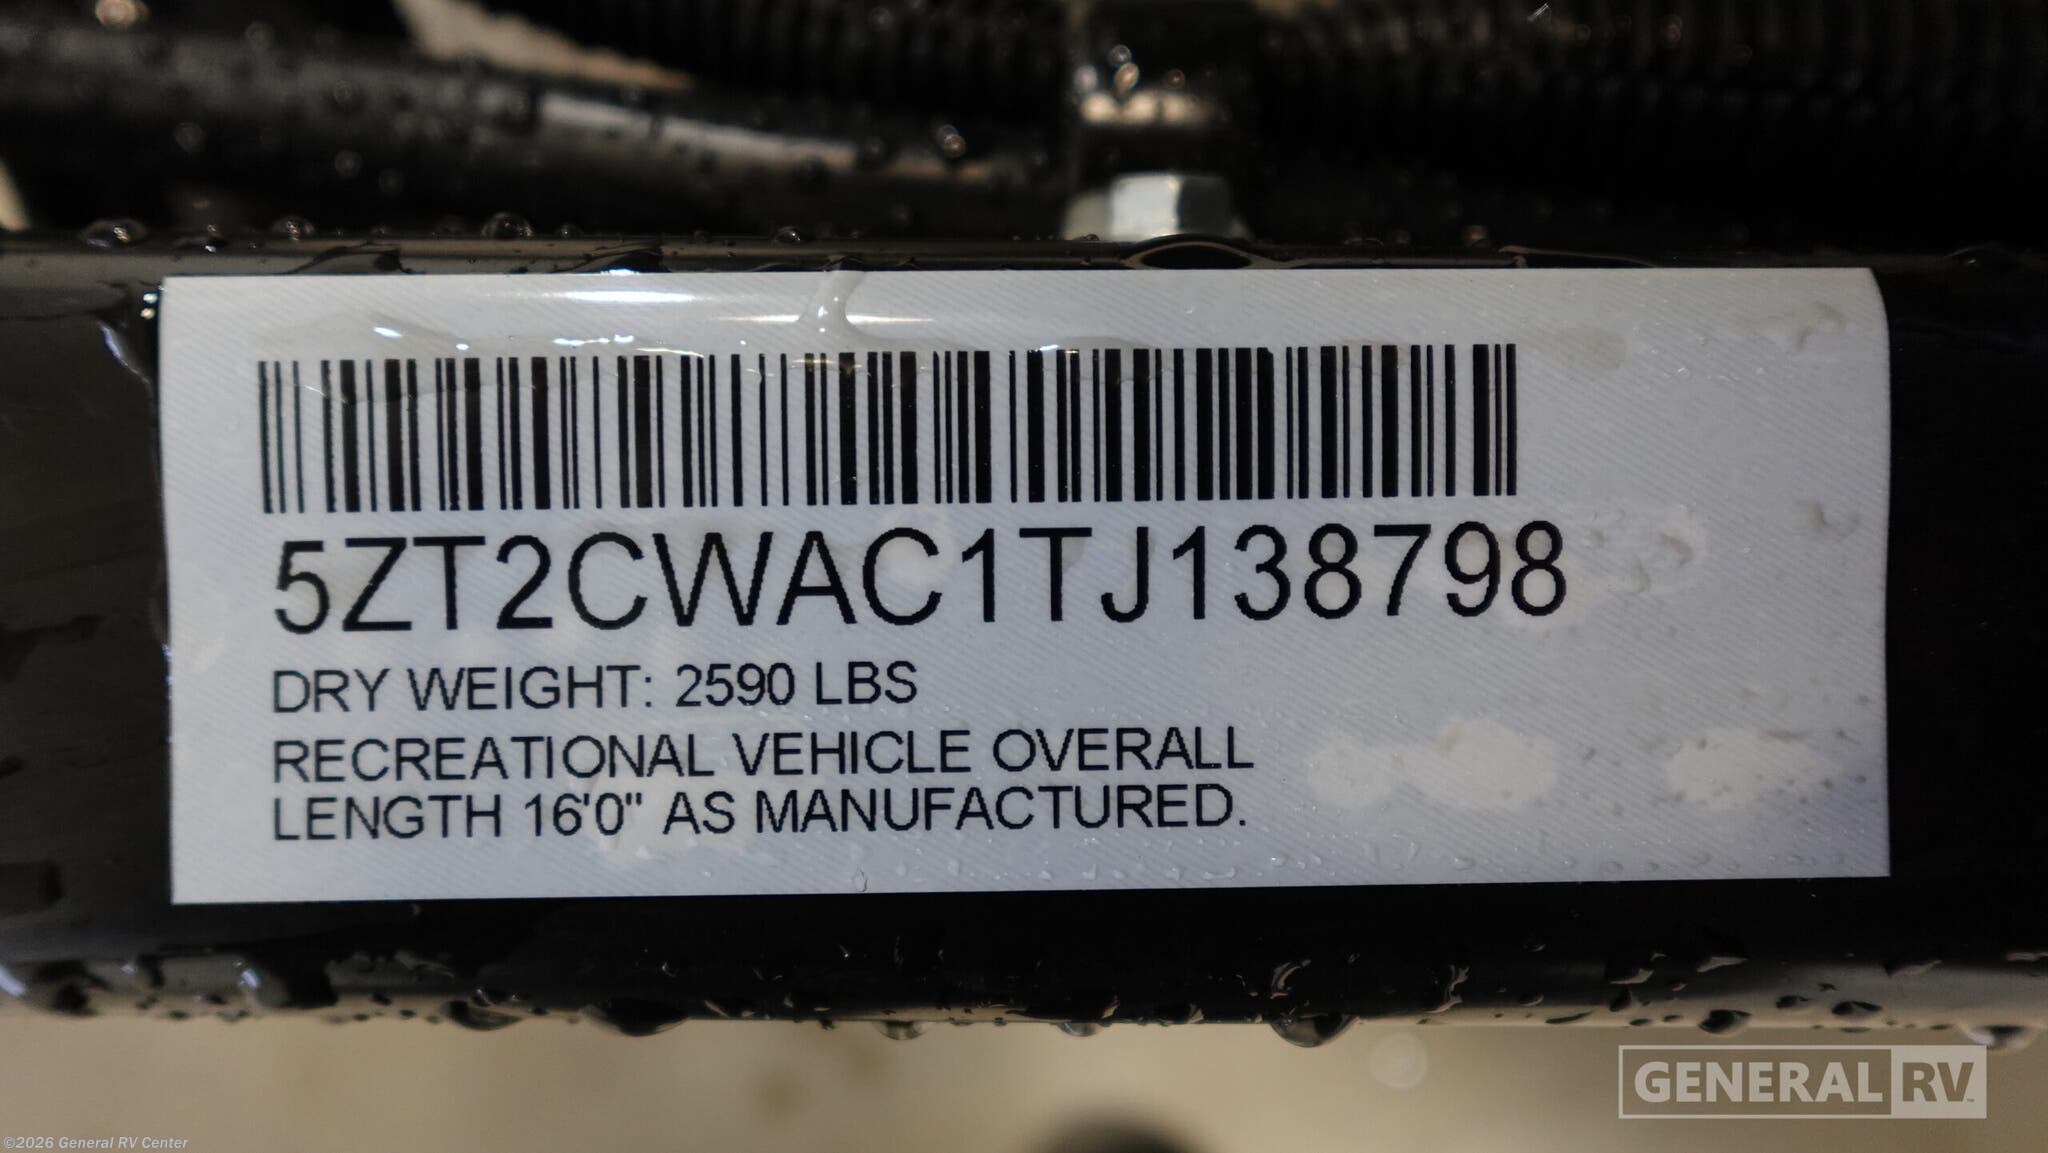 5ZT2CWAC1TJ138798
DRY WEIGHT: 2590 LBS
RECREATIONAL VEHICLE OVERALL
LENGTH 16'0" AS MANUFACTURED.
GENERAL RV
©2026 General RV Center